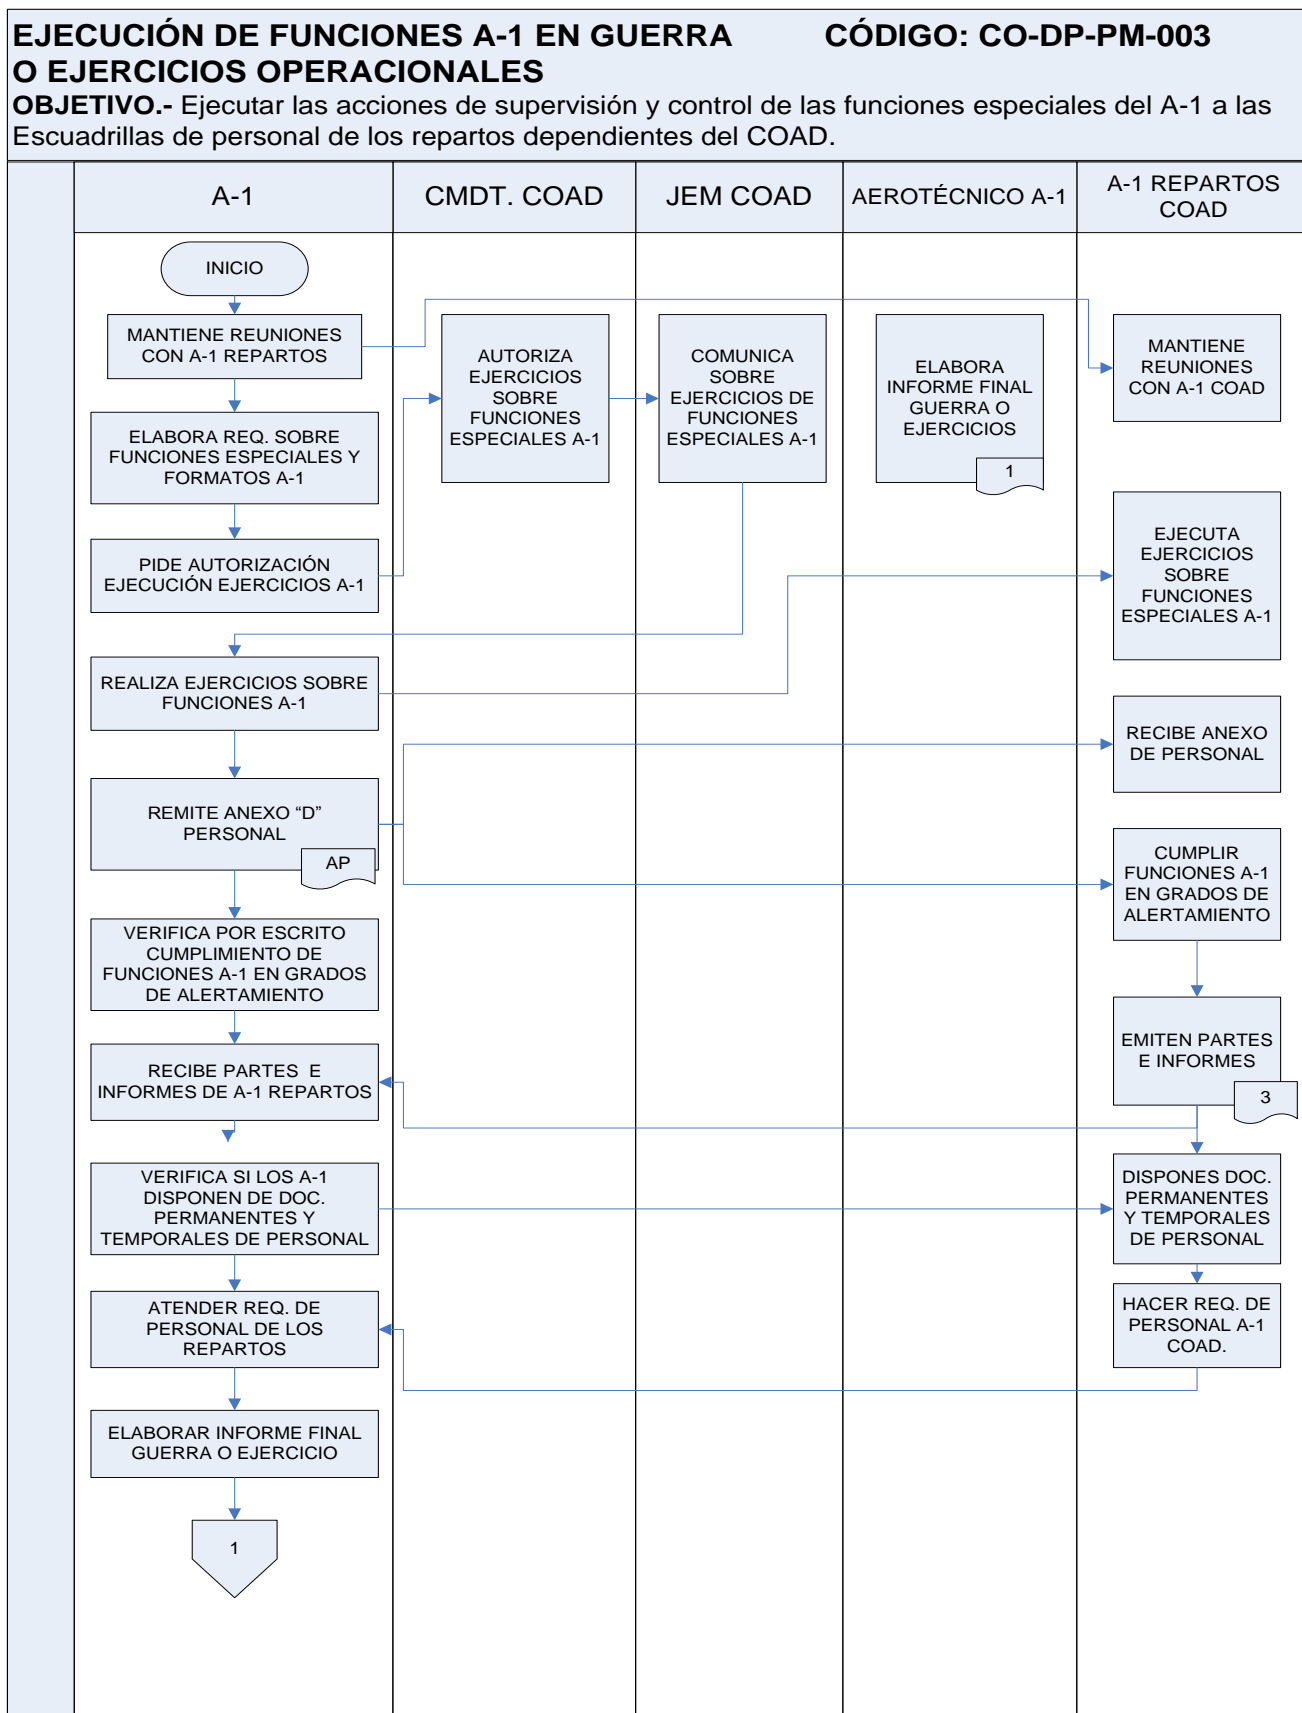 EJECUCIÓN DE FUNCIONES A-1 EN GUERRA CÓDIGO: CO-DP-PM-003
O EJERCICIOS OPERACIONALES
OBJETIVO.- Ejecutar las acciones de supervisión y control de las funciones especiales del A-1 a las
Escuadrillas de personal de los repartos dependientes del COAD.
A-1
CMDT. COAD
JEM COAD
AEROTÉCNICO A-1
A-1 REPARTOS
COAD
INICIO
MANTIENE REUNIONES
CON A-1 REPARTOS
ELABORA REQ. SOBRE
FUNCIONES ESPECIALES Y
FORMATOS A-1
PIDE AUTORIZACIÓN
EJECUCIÓN EJERCICIOS A-1
REALIZA EJERCICIOS SOBRE
FUNCIONES A-1
REMITE ANEXO “D”
PERSONAL
AP
VERIFICA POR ESCRITO
CUMPLIMIENTO DE
FUNCIONES A-1 EN GRADOS
DE ALERTAMIENTO
RECIBE PARTES E
INFORMES DE A-1 REPARTOS
VERIFICA SI LOS A-1
DISPONEN DE DOC.
PERMANENTES Y
TEMPORALES DE PERSONAL
ATENDER REQ. DE
PERSONAL DE LOS
REPARTOS
ELABORAR INFORME FINAL
GUERRA O EJERCICIO
1
AUTORIZA
EJERCICIOS
SOBRE
FUNCIONES
ESPECIALES A-1
COMUNICA
SOBRE
EJERCICIOS DE
FUNCIONES
ESPECIALES A-1
ELABORA
INFORME FINAL
GUERRA O
EJERCICIOS
1
MANTIENE
REUNIONES
CON A-1 COAD
EJECUTA
EJERCICIOS
SOBRE
FUNCIONES
ESPECIALES A-1
RECIBE ANEXO
DE PERSONAL
CUMPLIR
FUNCIONES A-1
EN GRADOS DE
ALERTAMIENTO
EMITEN PARTES
E INFORMES
3
DISPONES DOC.
PERMANENTES
Y TEMPORALES
DE PERSONAL
HACER REQ. DE
PERSONAL A-1
COAD.